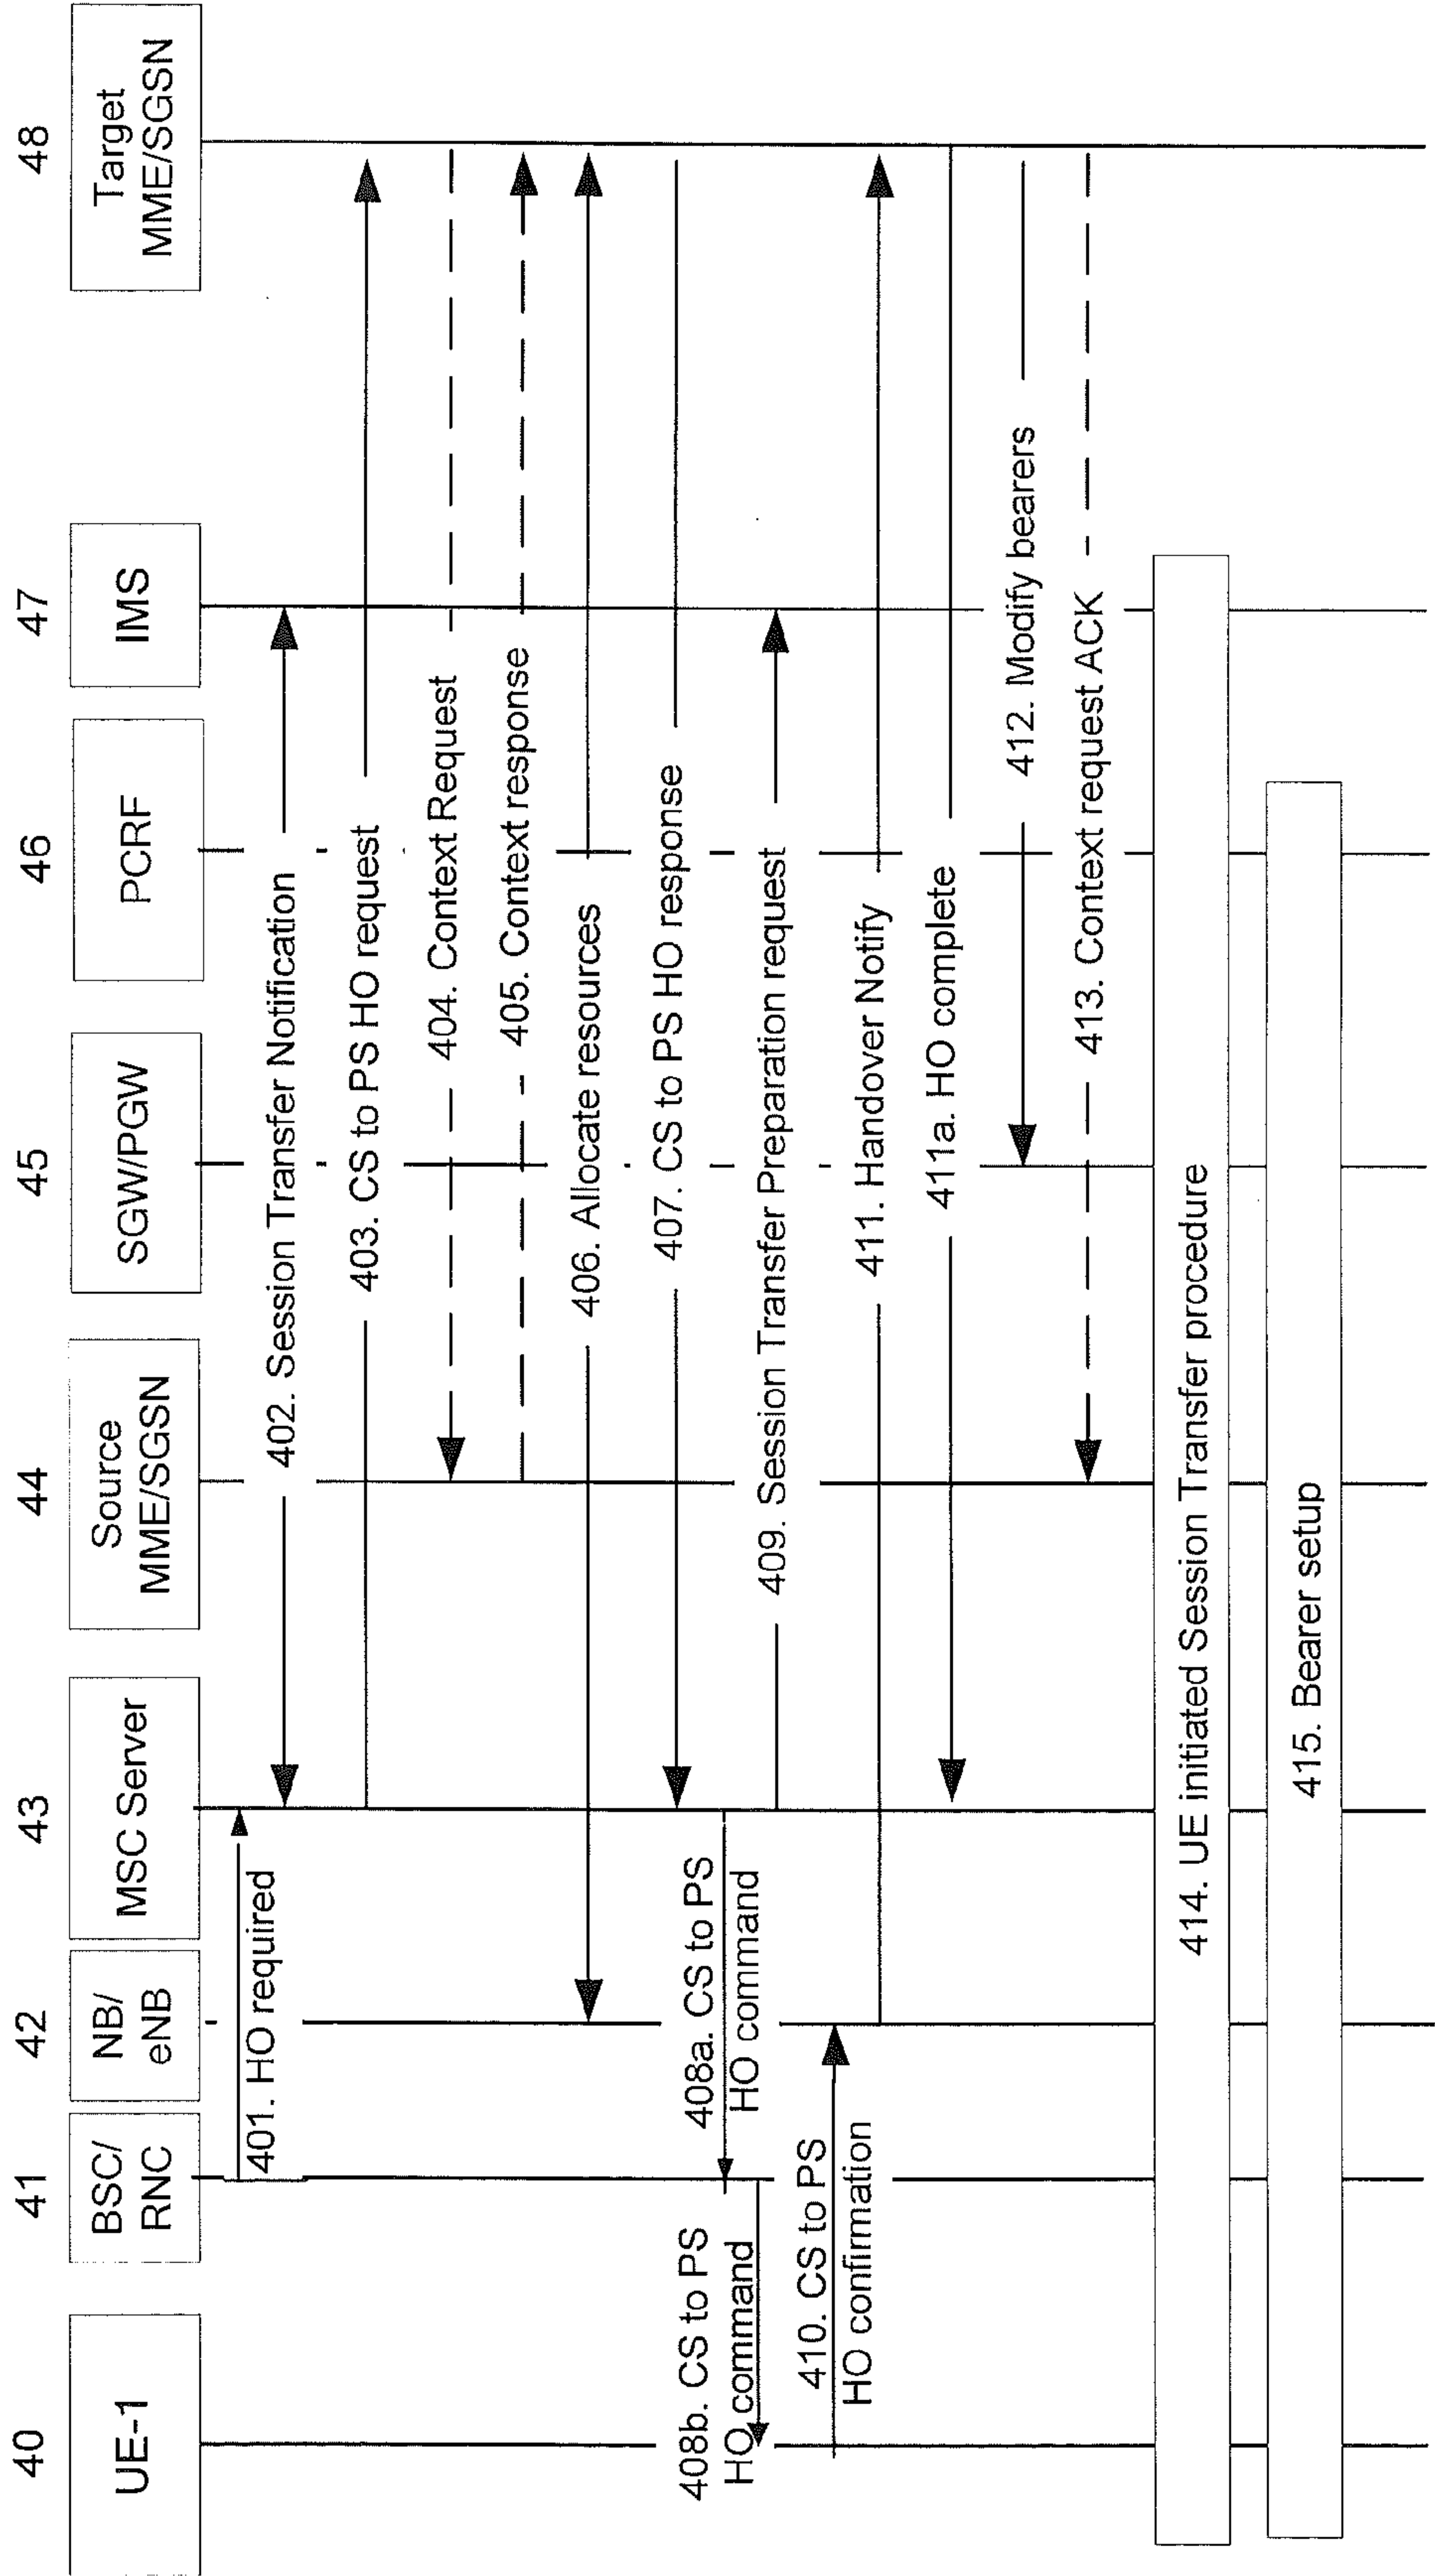 40
41
42
43
44
45
46
47
48
UE-1
BSC/
RNC
NB/
eNB
MSC Server
Source
MME/SGSN
SGW/PGW
PCRF
IMS
Target
MME/SGSN
401. HO required
402. Session Transfer Notification
403. CS to PS HO request
404. Context Request
405. Context response
406. Allocate resources
407. CS to PS HO response
408a. CS to PS
HO command
408b. CS to PS
HO command
409. Session Transfer Preparation request
410. CS to PS
HO confirmation
411. Handover Notify
411a. HO complete
412. Modify bearers
413. Context request ACK
414. UE initiated Session Transfer procedure
415. Bearer setup